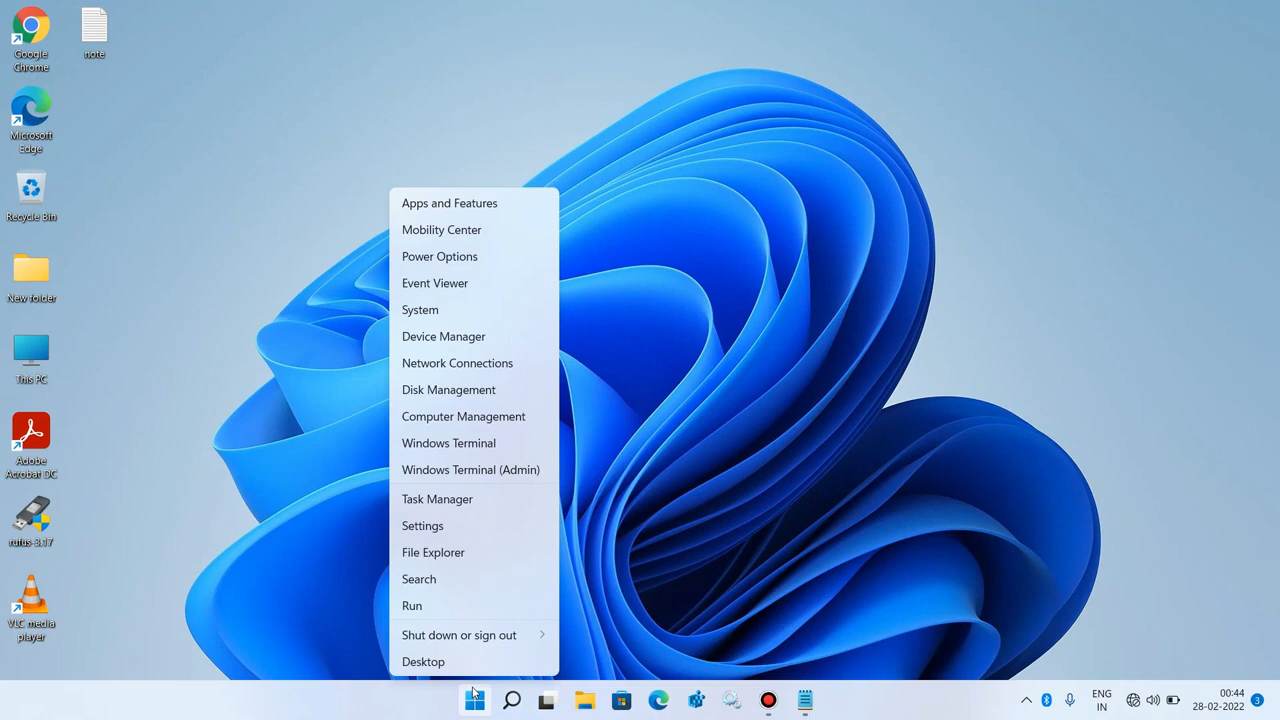 Google
Chrome
note
Microsoft
Edge
Recycle Bin
New folder
This PC
Adobe
Acrobat DC
rufus-3.17
VLC media
player
Apps and Features
Mobility Center
Power Options
Event Viewer
System
Device Manager
Network Connections
Disk Management
Computer Management
Windows Terminal
Windows Terminal (Admin)
Task Manager
Settings
File Explorer
Search
Run
Shut down or sign out
Desktop
ENG
IN
00:44
28-02-2022
3